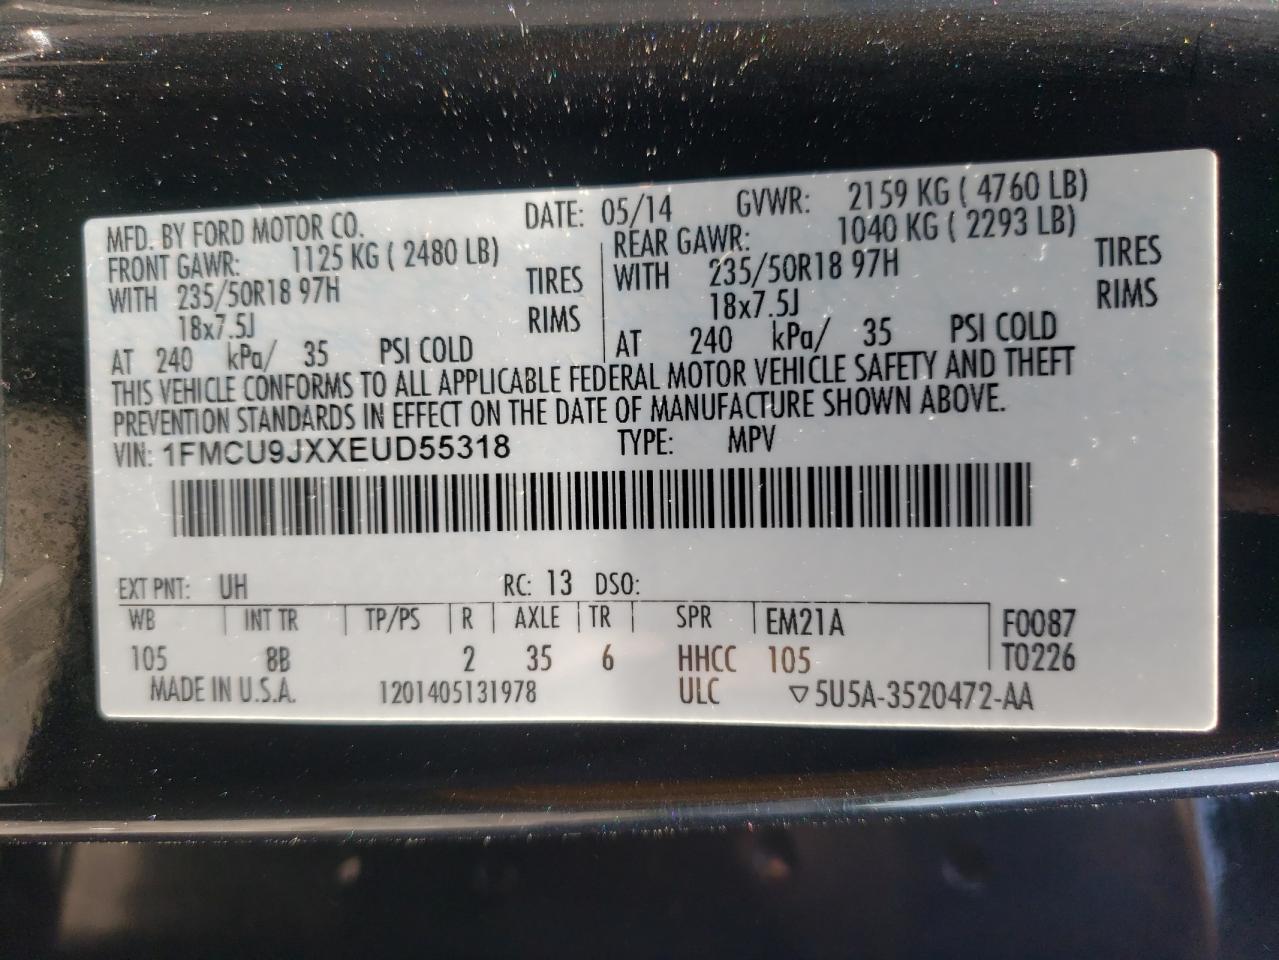 MFD. BY FORD MOTOR CO. DATE: 05/14 GVWR: 2159 KG ( 4760 LB)
FRONT GAWR: 1125 KG ( 2480 LB) REAR GAWR: 1040 KG ( 2293 LB)
WITH 235/50R18 97H TIRES WITH 235/50R18 97H TIRES
18x7.5J RIMS 18x7.5J RIMS
AT 240 kPa/ 35 PSI COLD AT 240 kPa/ 35 PSI COLD
THIS VEHICLE CONFORMS TO ALL APPLICABLE FEDERAL MOTOR VEHICLE SAFETY AND THEFT
PREVENTION STANDARDS IN EFFECT ON THE DATE OF MANUFACTURE SHOWN ABOVE.
VIN: 1FMCU9JXXEUD55318 TYPE: MPV
EXT PNT: UH RC: 13 DSO:
WB INT TR TP/PS R AXLE TR SPR EM21A F0087
105 8B 2 35 6 HHCC 105 T0226
MADE IN U.S.A. 1201405131978 ULC ▽5U5A-3520472-AA